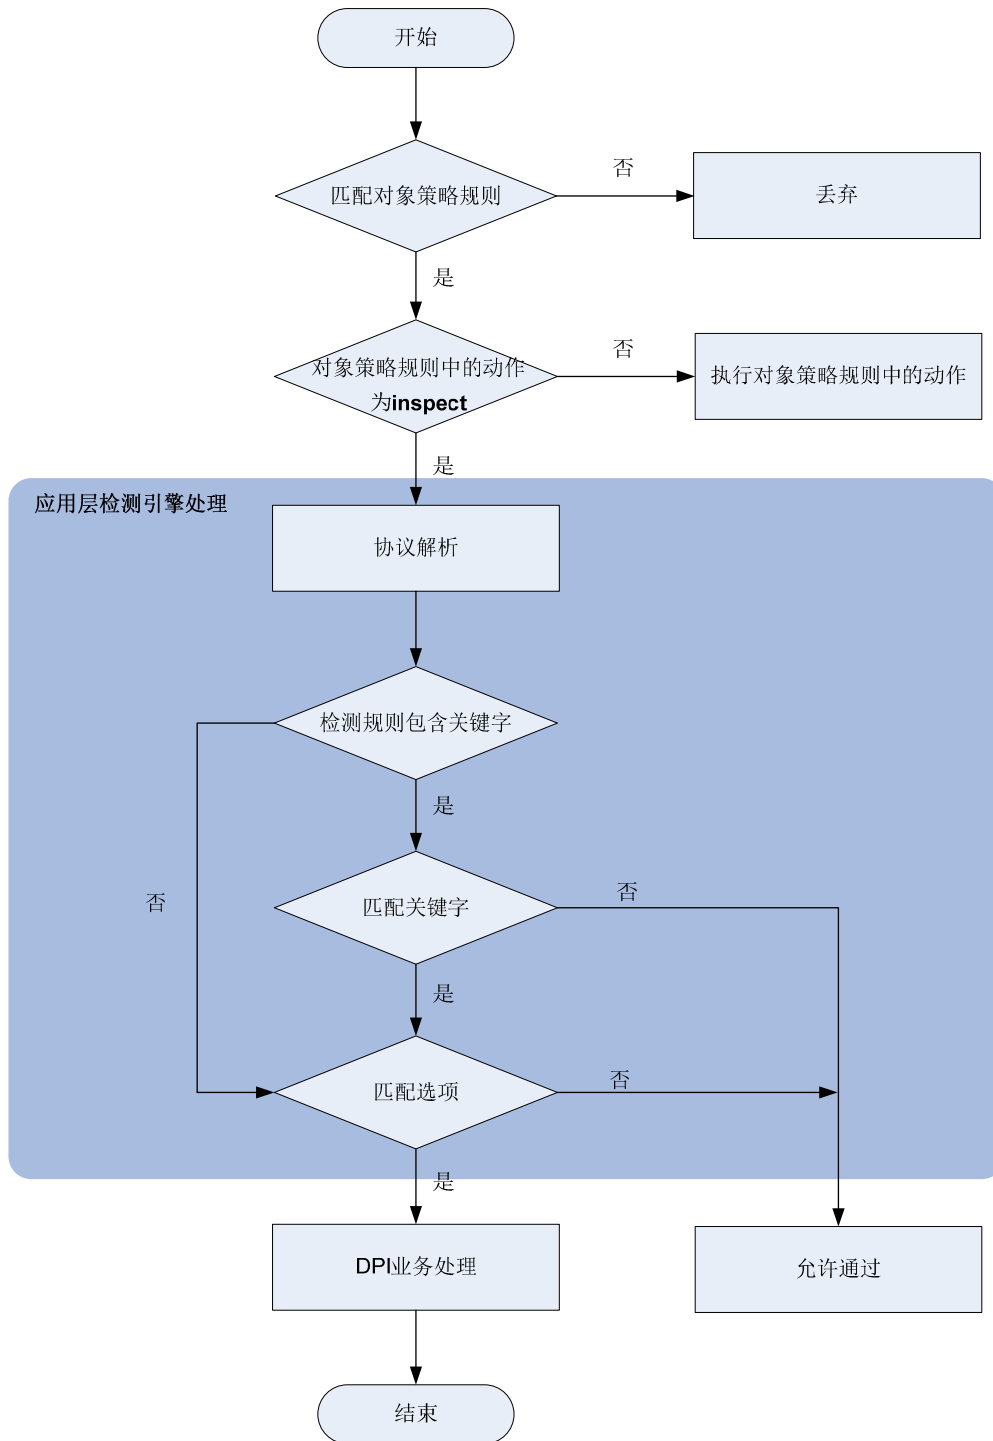 开始
匹配对象策略规则
否
丢弃
是
对象策略规则中的动作
为inspect
否
执行对象策略规则中的动作
是
应用层检测引擎处理
协议解析
检测规则包含关键字
是
否
匹配关键字
否
是
匹配选项
否
是
DPI业务处理
允许通过
结束